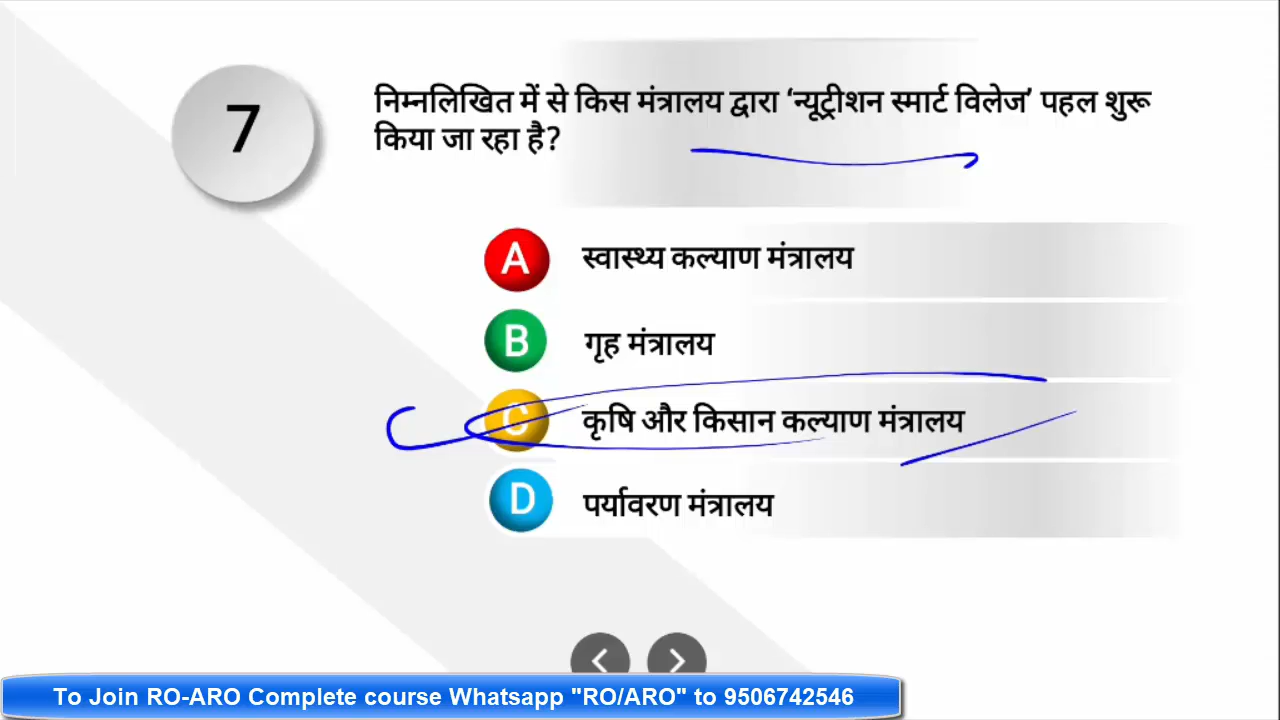 7
निम्नलिखित में से किस मंत्रालय द्वारा ‘न्यूट्रीशन स्मार्ट विलेज’ पहल शुरू
किया जा रहा है?
A स्वास्थ्य कल्याण मंत्रालय
B गृह मंत्रालय
C कृषि और किसान कल्याण मंत्रालय
D पर्यावरण मंत्रालय
To Join RO-ARO Complete course Whatsapp "RO/ARO" to 9506742546